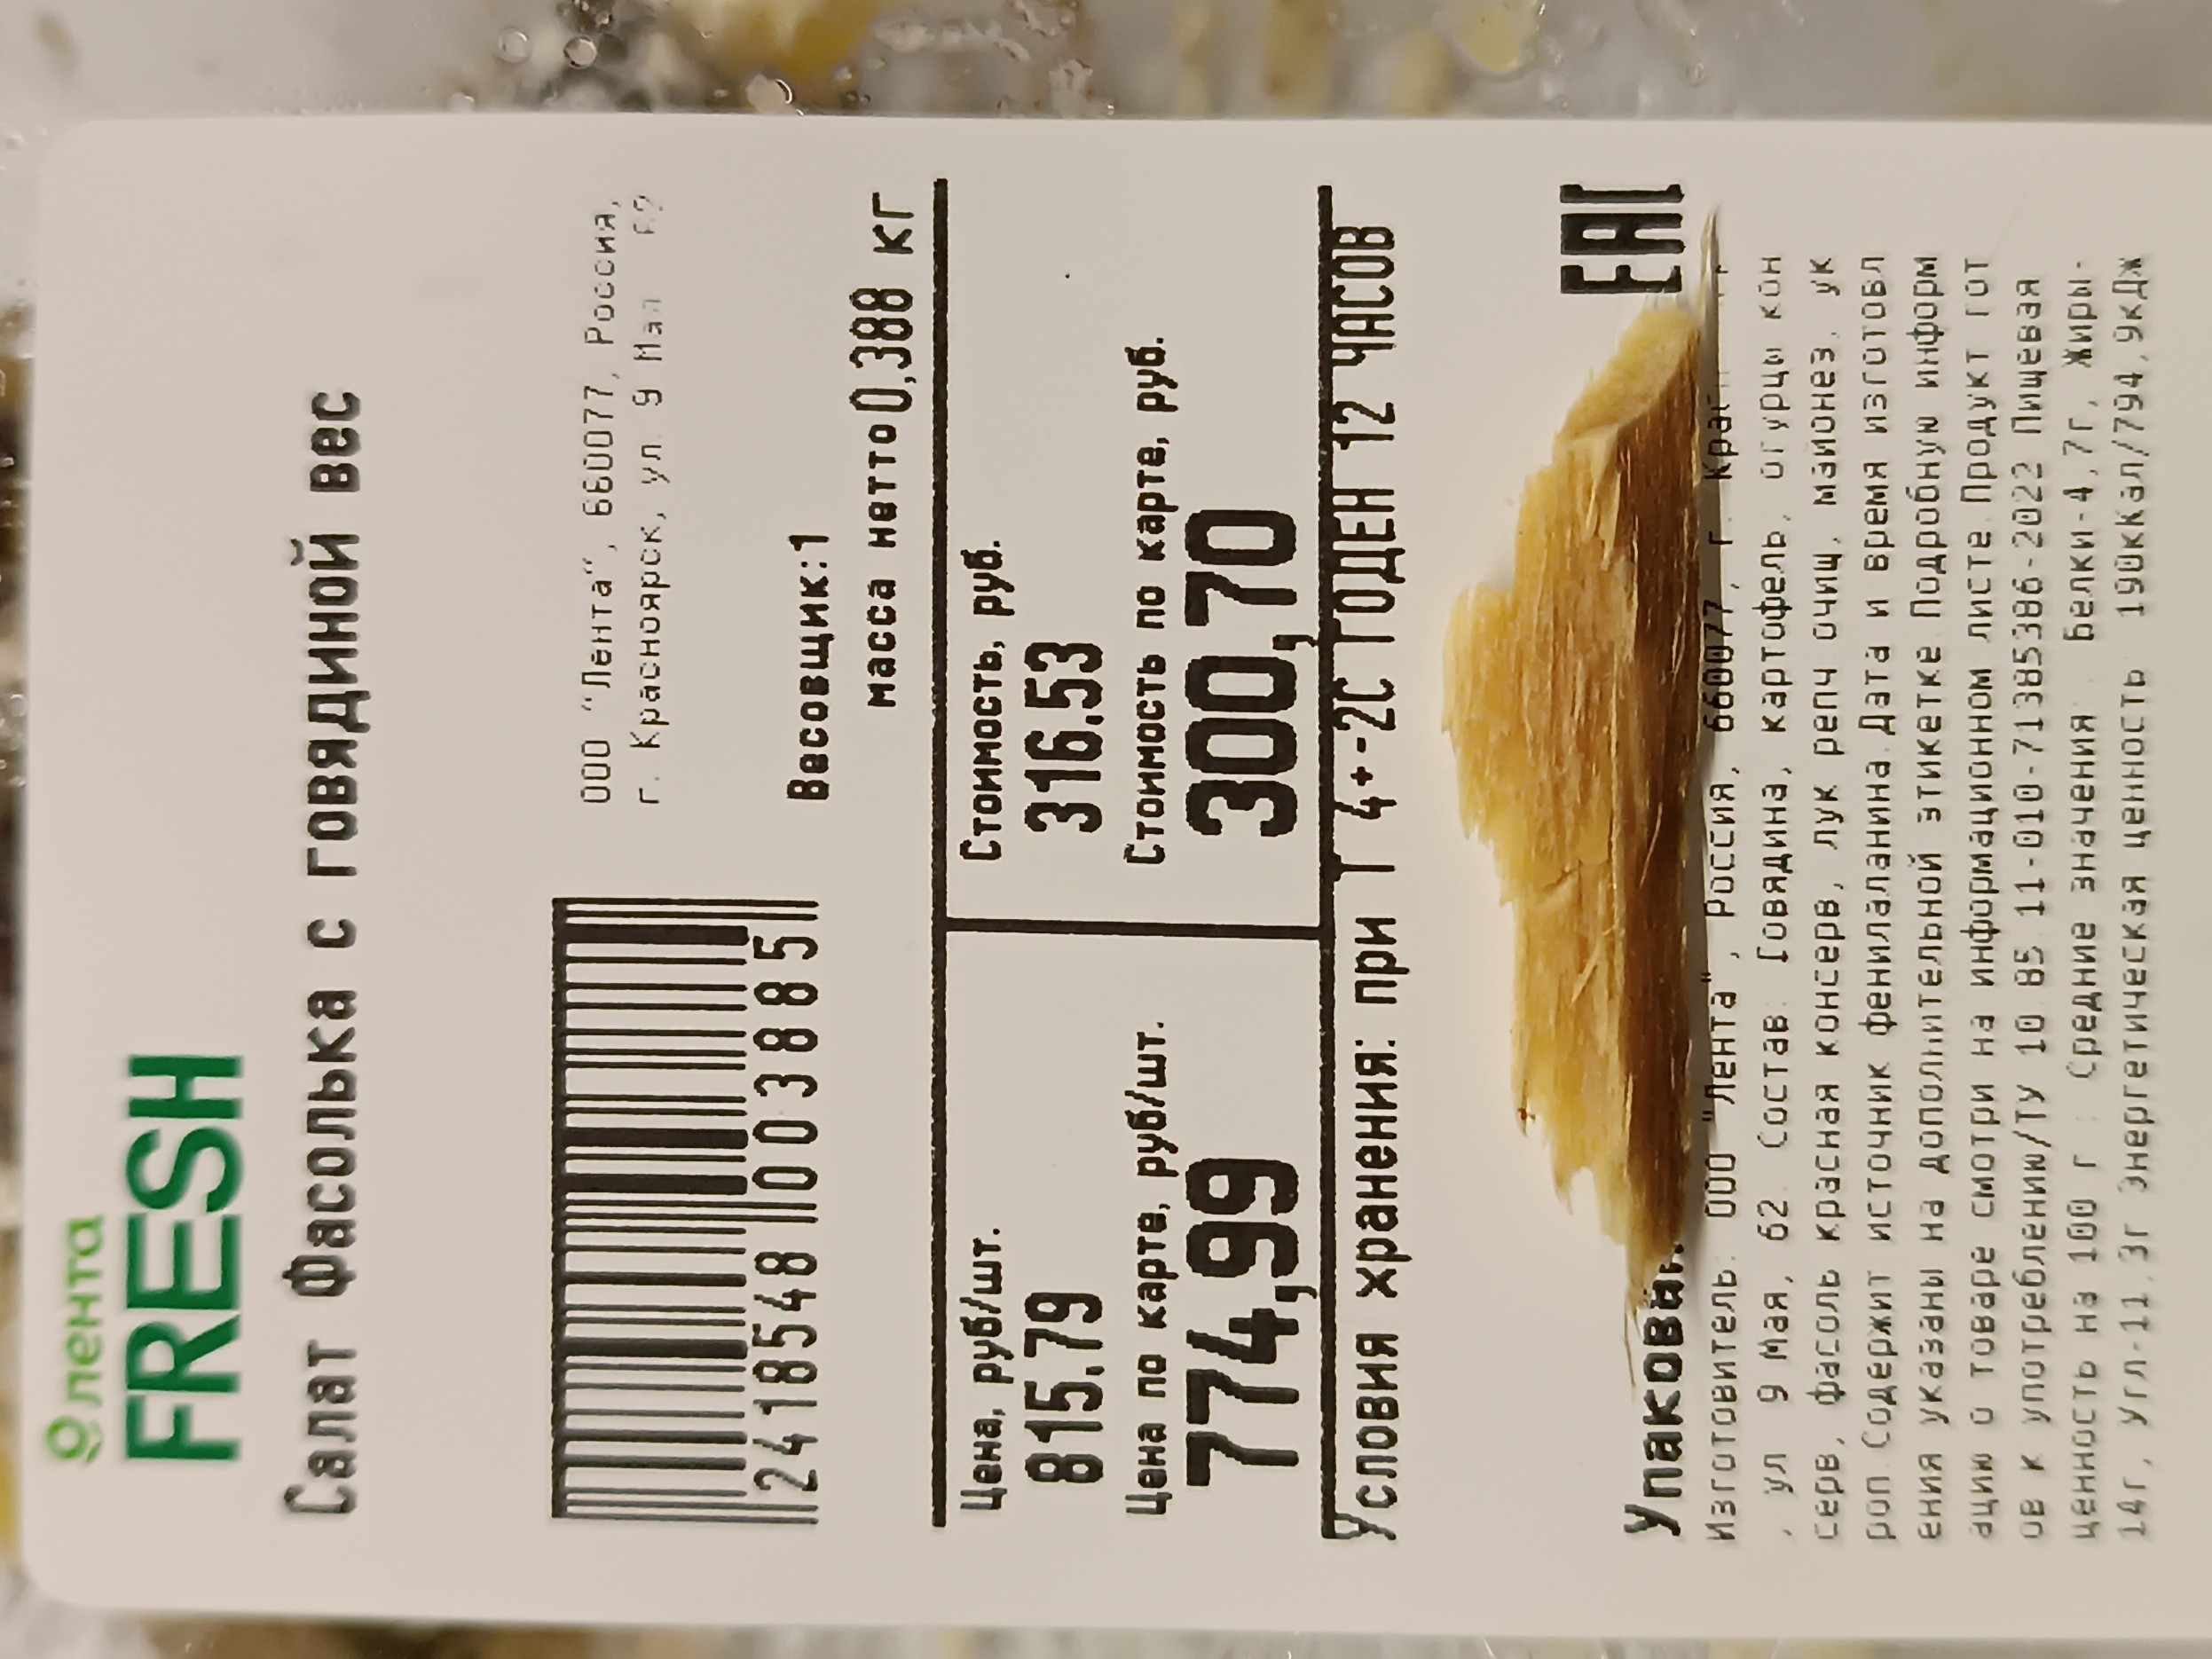 лента
FRESH
Салат Фасолька с говядиной вес
ООО "Лента", 660077, Россия,
г. Красноярск, ул. 9 Мая 62
2418548003885
Весовщик:1
масса нетто0,388 кг
Цена, руб/шт.
815.79
Стоимость, руб.
316.53
Цена по карте, руб/шт.
774,99
Стоимость по карте, руб.
300,70
Условия хранения: при Т 4+-2С ГОДЕН 12 ЧАСОВ
EAC
Изготовитель: ООО "Лента", Россия, 660077, г.
, ул 9 Мая, 62. Состав: Говядина, картофель, огурцы кон
серв, фасоль красная консерв, лук репч очищ, майонез, ук
роп.Содержит источник фенилаланина.Дата и время изготовл
ения указаны на дополнительной этикетке.Подробную информ
ацию о товаре смотри на информационном листе.Продукт гот
ов к употреблению/ТУ 10.85.11-010-71385386-2022 Пищевая
ценность на 100 г : Средние значения: Белки-4,7г, Жиры-
14г, Угл-11,3г Энергетическая ценность 190ккал/794,9кДж